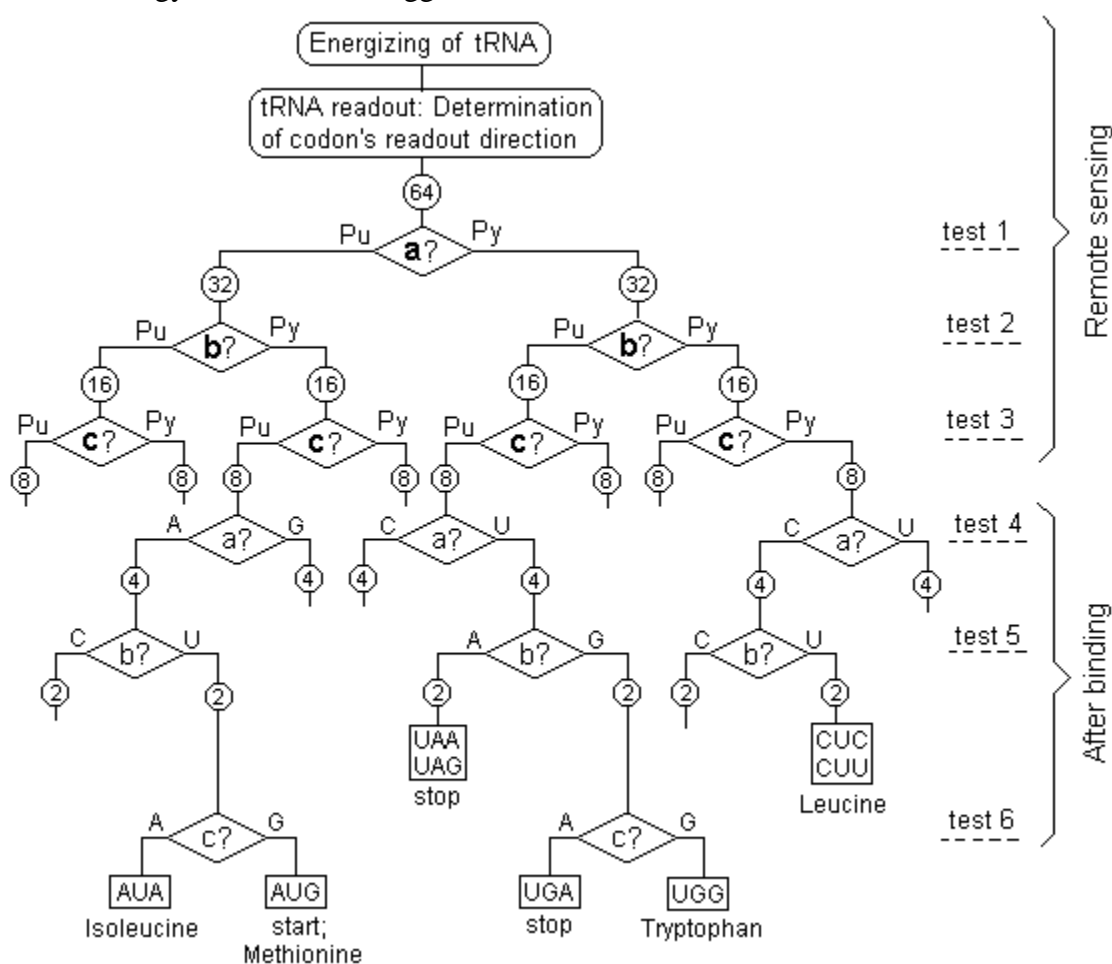 Energizing of tRNA
tRNA readout: Determination
of codon's readout direction
64
Pu a? Py test 1
32 32
Pu b? Py Pu b? Py test 2
16 16 16 16
Pu c? Py Pu c? Py Pu c? Py Pu c? Py test 3
8 8 8 8 8 8 8 8
Remote sensing
A a? G C a? U C a? U test 4
4 4 4 4 4 4
C b? U A b? G C b? U test 5
2 2 2 2 2 2
UAA
UAG
stop
CUC
CUU
Leucine
A c? G A c? G test 6
After binding
AUA AUG UGA UGG
Isoleucine start; stop Tryptophan
Methionine